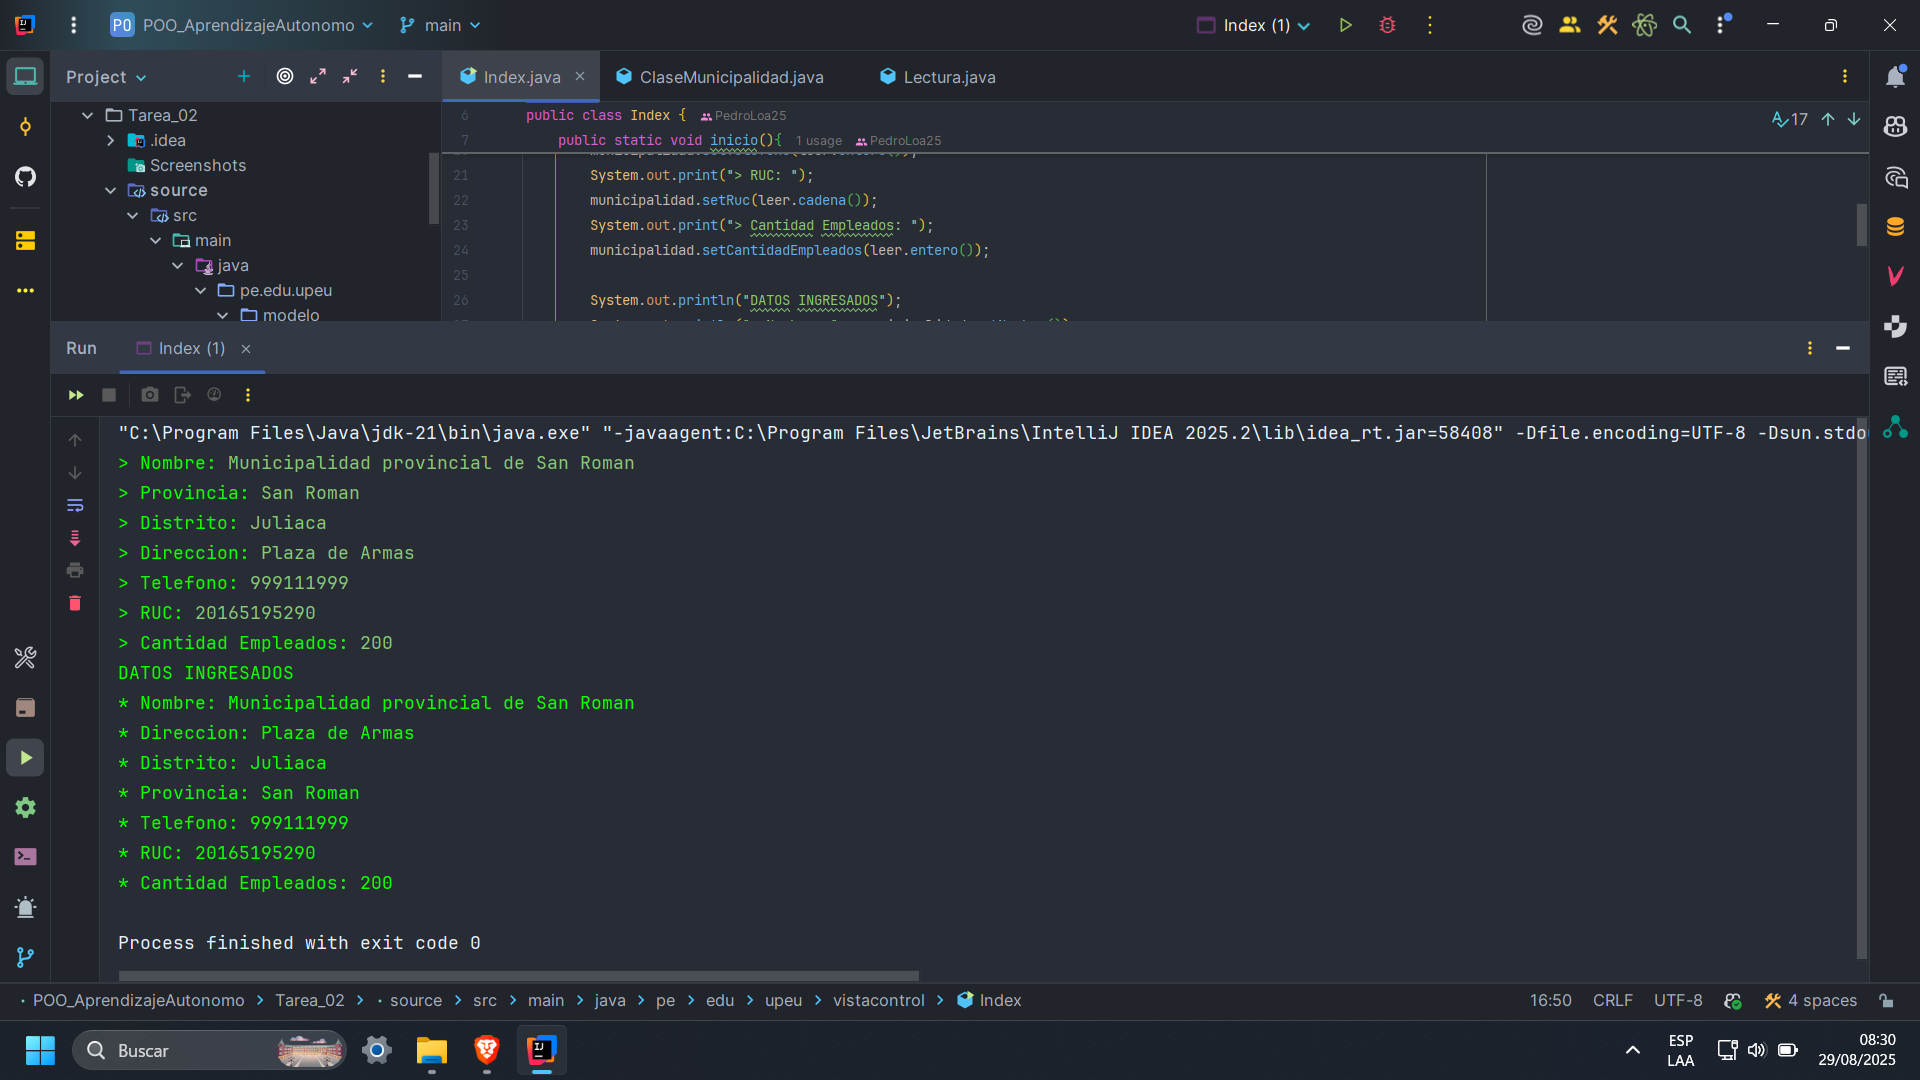 PO POO_AprendizajeAutonomo main Index (1)
Project
Index.java
ClaseMunicipalidad.java
Lectura.java
Tarea_02
.idea
Screenshots
source
src
main
java
pe.edu.upeu
modelo
17
6 public class Index { PedroLoa25
7 public static void inicio(){ 1 usage PedroLoa25
21 System.out.print("> RUC: ");
22 municipalidad.setRuc(leer.cadena());
23 System.out.print("> Cantidad Empleados: ");
24 municipalidad.setCantidadEmpleados(leer.entero());
25
26 System.out.println("DATOS INGRESADOS");
Run Index (1)
"C:\Program Files\Java\jdk-21\bin\java.exe" "-javaagent:C:\Program Files\JetBrains\IntelliJ IDEA 2025.2\lib\idea_rt.jar=58408" -Dfile.encoding=UTF-8 -Dsun.stdo
> Nombre: Municipalidad provincial de San Roman
> Provincia: San Roman
> Distrito: Juliaca
> Direccion: Plaza de Armas
> Telefono: 999111999
> RUC: 20165195290
> Cantidad Empleados: 200
DATOS INGRESADOS
* Nombre: Municipalidad provincial de San Roman
* Direccion: Plaza de Armas
* Distrito: Juliaca
* Provincia: San Roman
* Telefono: 999111999
* RUC: 20165195290
* Cantidad Empleados: 200
Process finished with exit code 0
POO_AprendizajeAutonomo > Tarea_02 > source > src > main > java > pe > edu > upeu > vistacontrol > Index
16:50 CRLF UTF-8 4 spaces
Buscar
ESP
LAA
08:30
29/08/2025